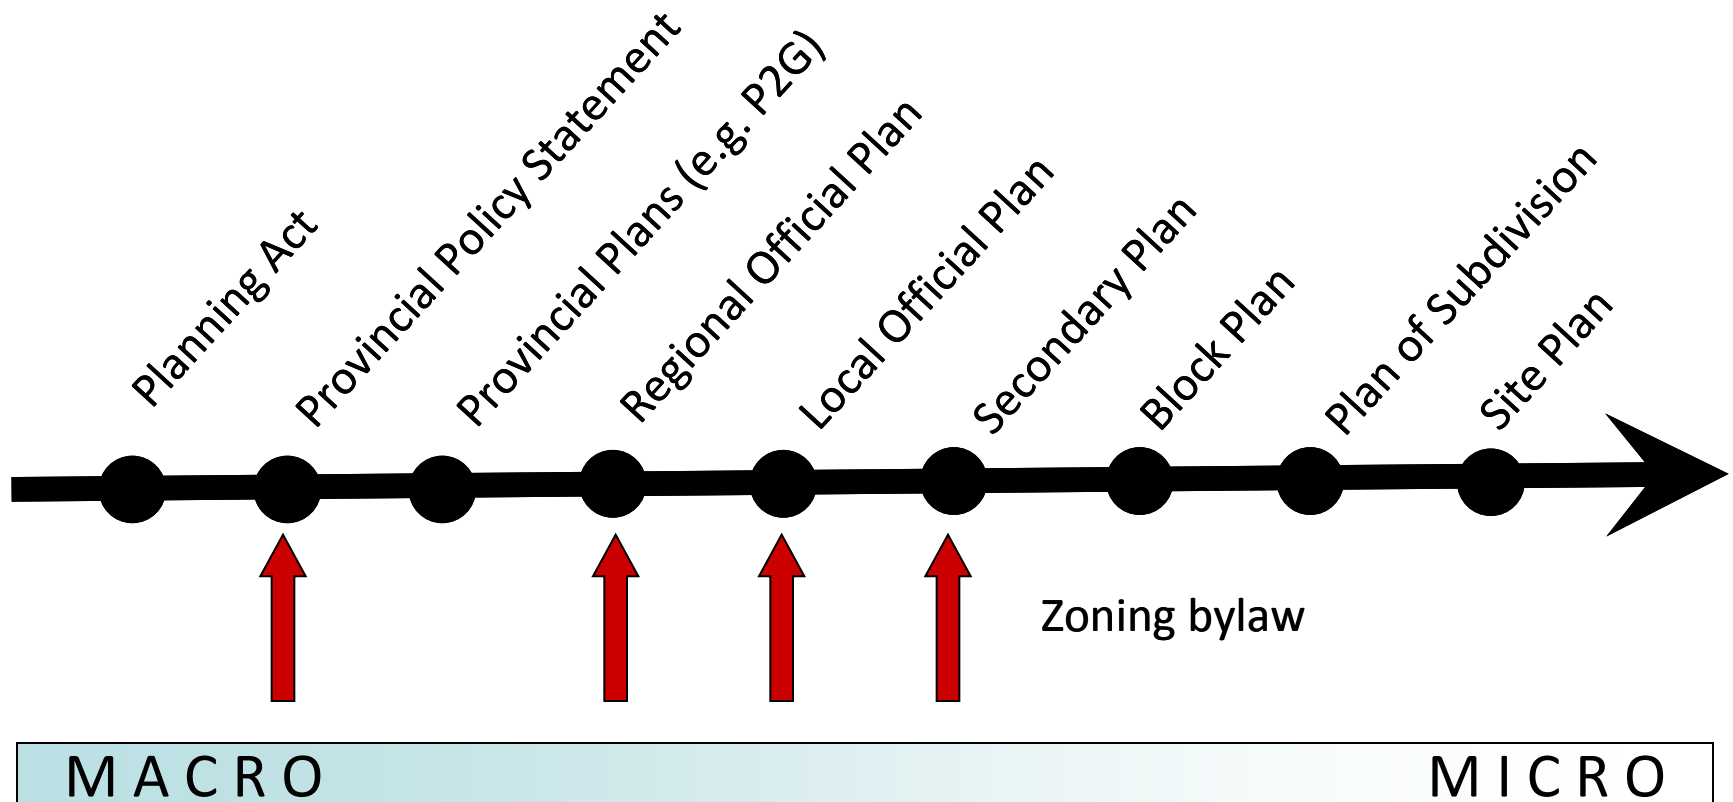 Planning Act
Provincial Policy Statement
Provincial Plans (e.g. P2G)
Regional Official Plan
Local Official Plan
Secondary Plan
Block Plan
Plan of Subdivision
Site Plan
Zoning bylaw
MACRO
MICRO